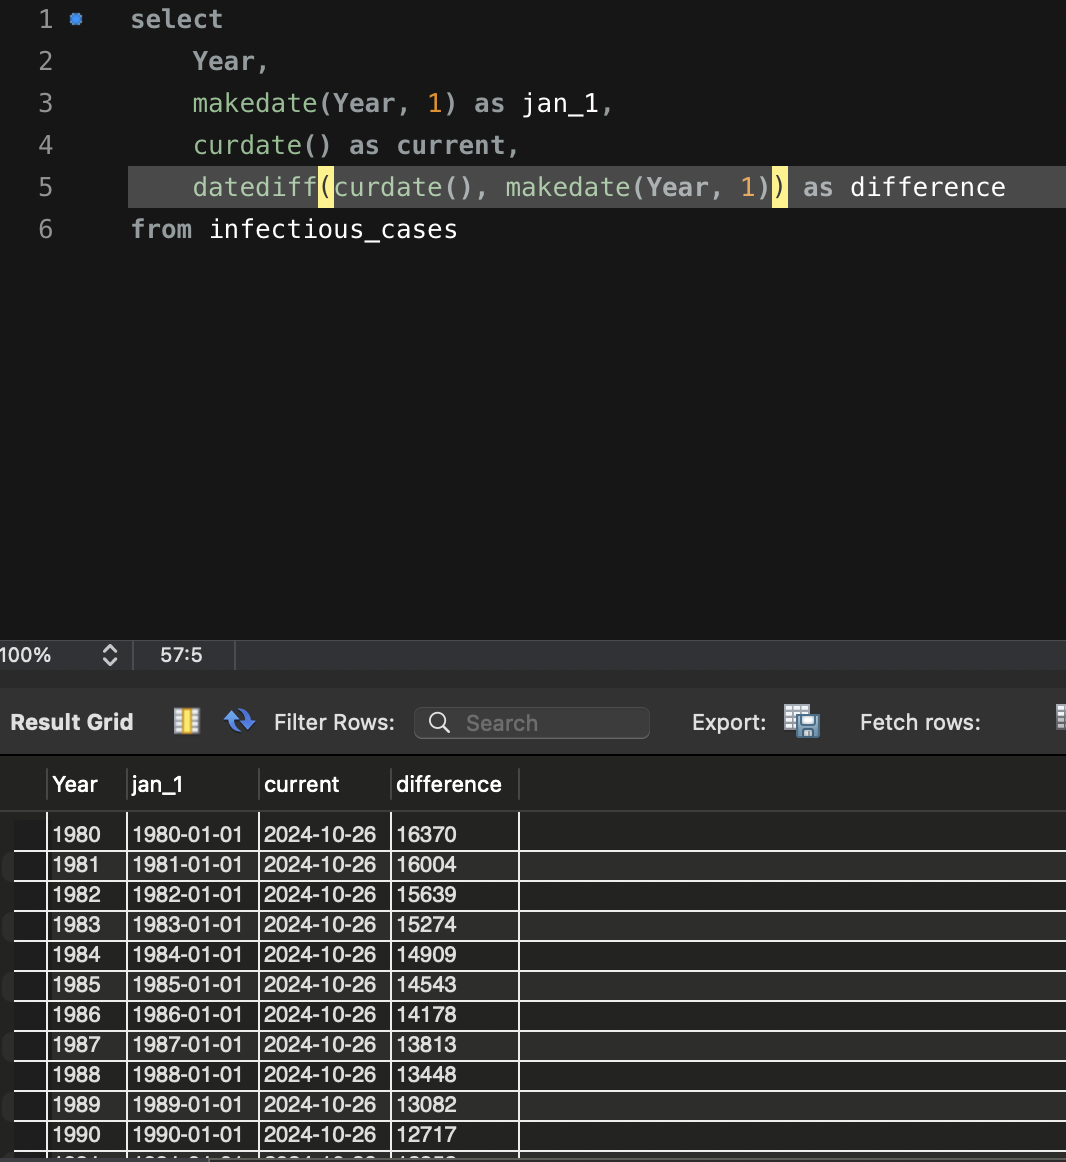 1 select
2 Year,
3 makedate(Year, 1) as jan_1,
4 curdate() as current,
5 datediff(curdate(), makedate(Year, 1)) as difference
6 from infectious_cases
100% 57:5
Result Grid Filter Rows: Search Export: Fetch rows:
Year jan_1 current difference
1980 1980-01-01 2024-10-26 16370
1981 1981-01-01 2024-10-26 16004
1982 1982-01-01 2024-10-26 15639
1983 1983-01-01 2024-10-26 15274
1984 1984-01-01 2024-10-26 14909
1985 1985-01-01 2024-10-26 14543
1986 1986-01-01 2024-10-26 14178
1987 1987-01-01 2024-10-26 13813
1988 1988-01-01 2024-10-26 13448
1989 1989-01-01 2024-10-26 13082
1990 1990-01-01 2024-10-26 12717